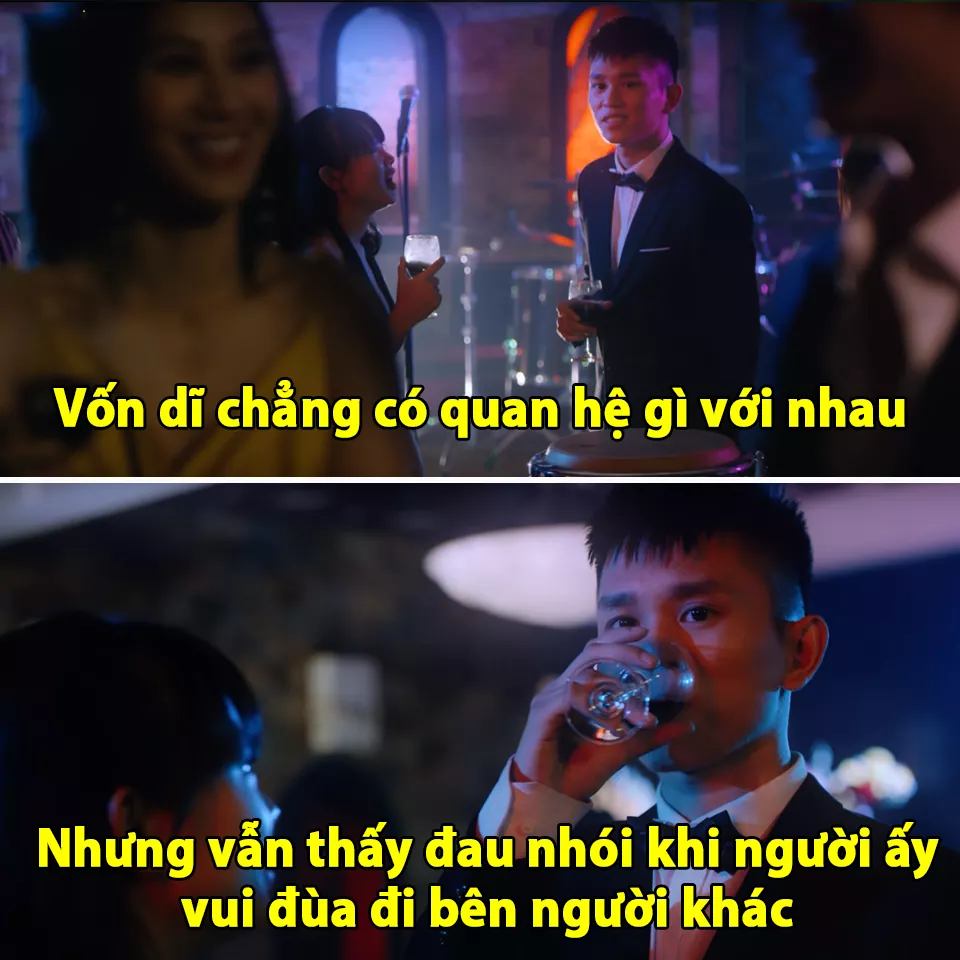 Vốn dĩ chẳng có quan hệ gì với nhau
Nhưng vẫn thấy đau nhói khi người ấy
vui đùa đi bên người khác